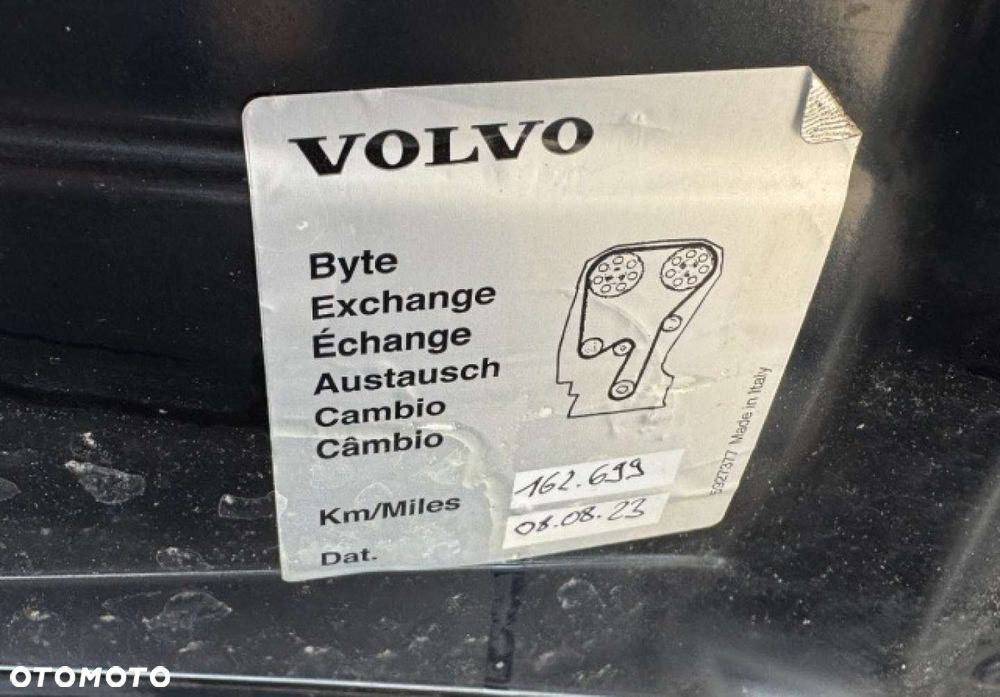 VOLVO
Byte
Exchange
Échange
Austausch
Cambio
Câmbio
Km/Miles 162.699
Dat. 08.08.23
5927377 Made in Italy
OTOMOTO